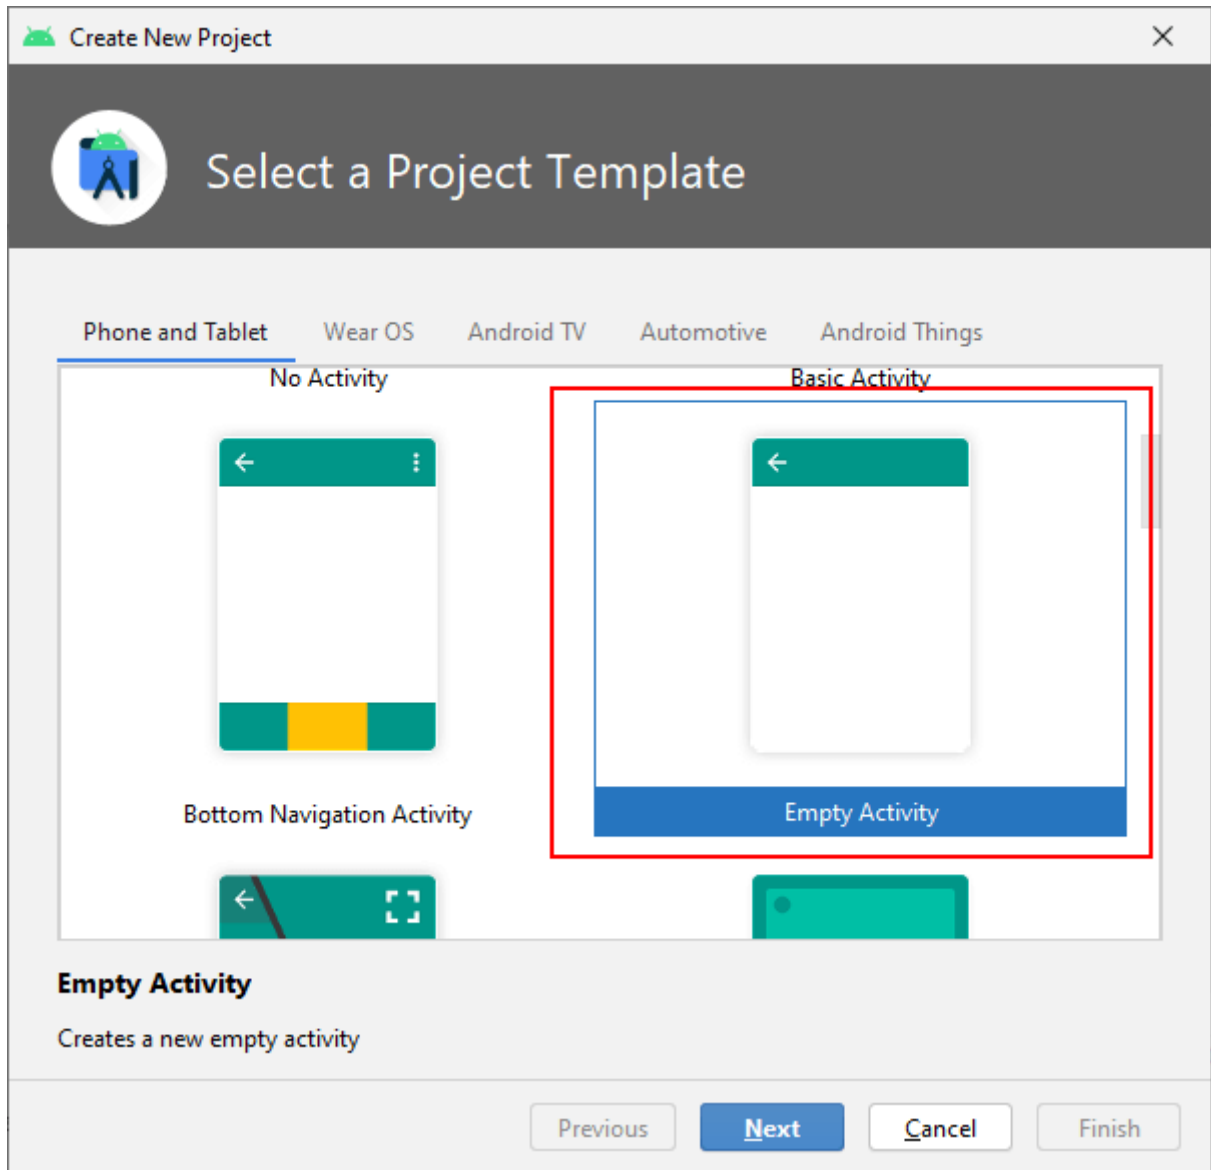 Create New Project
Select a Project Template
Phone and Tablet Wear OS Android TV Automotive Android Things
No Activity Basic Activity
Bottom Navigation Activity Empty Activity
Empty Activity
Creates a new empty activity
Previous Next Cancel Finish